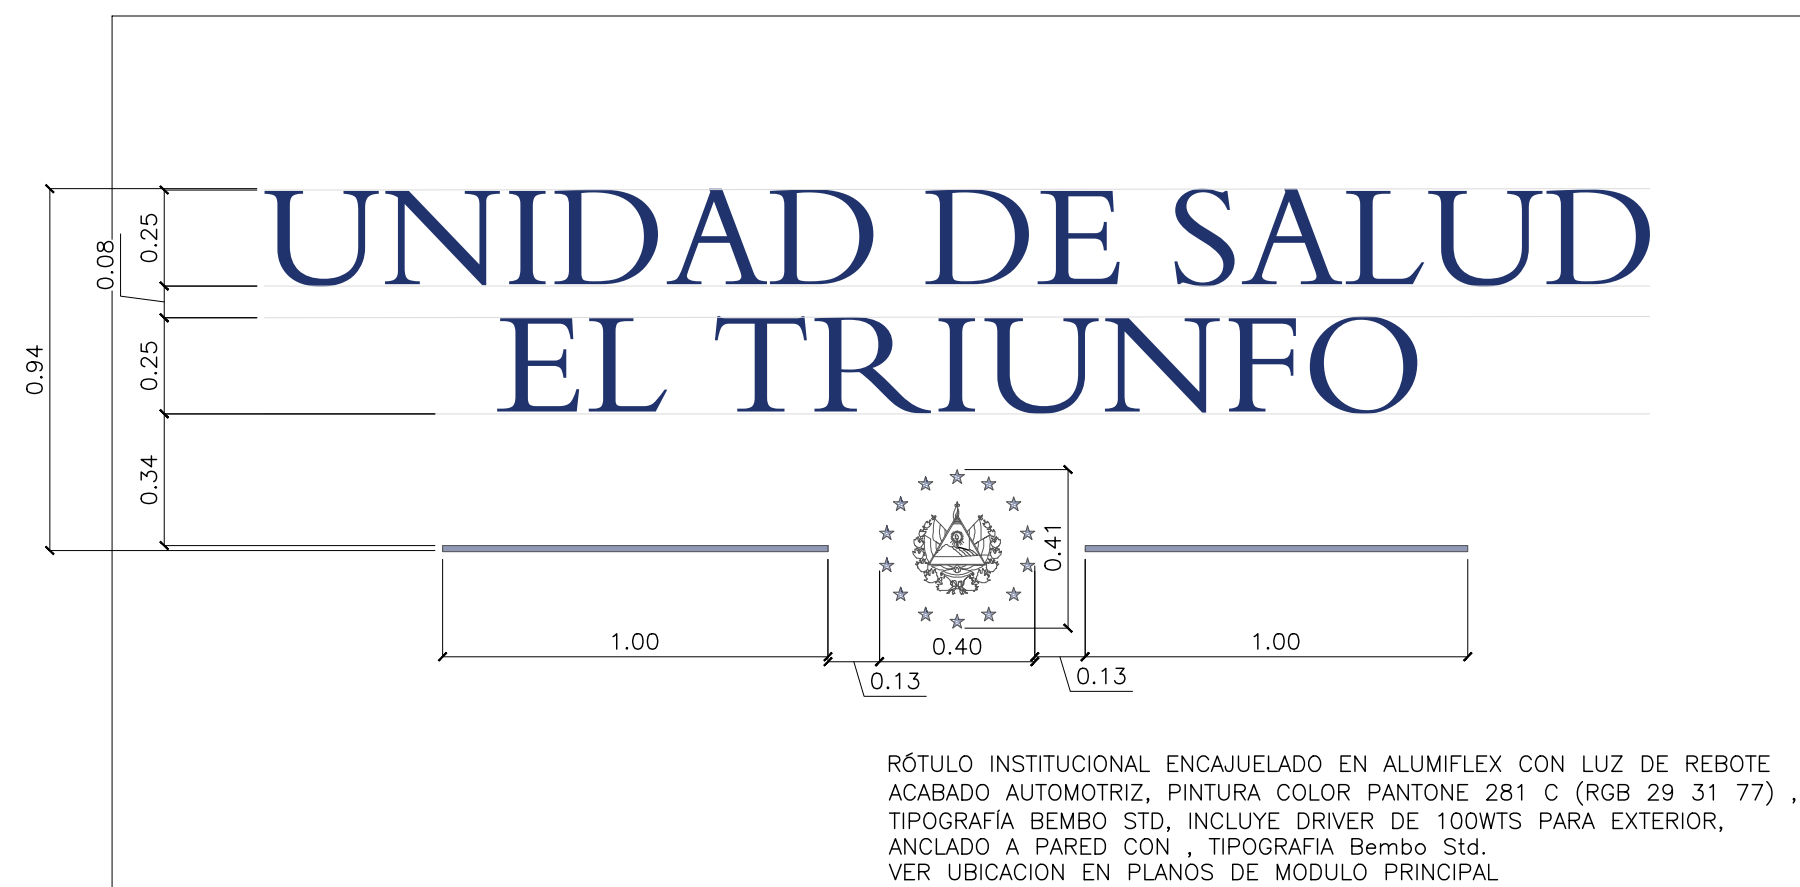 UNIDAD DE SALUD
EL TRIUNFO
0.25
0.08
0.25
0.94
0.34
0.41
1.00
0.40
1.00
0.13
0.13
RÓTULO INSTITUCIONAL ENCAJUELADO EN ALUMIFLEX CON LUZ DE REBOTE
ACABADO AUTOMOTRIZ, PINTURA COLOR PANTONE 281 C (RGB 29 31 77) ,
TIPOGRAFÍA BEMBO STD, INCLUYE DRIVER DE 100WTS PARA EXTERIOR,
ANCLADO A PARED CON , TIPOGRAFIA Bembo Std.
VER UBICACION EN PLANOS DE MODULO PRINCIPAL